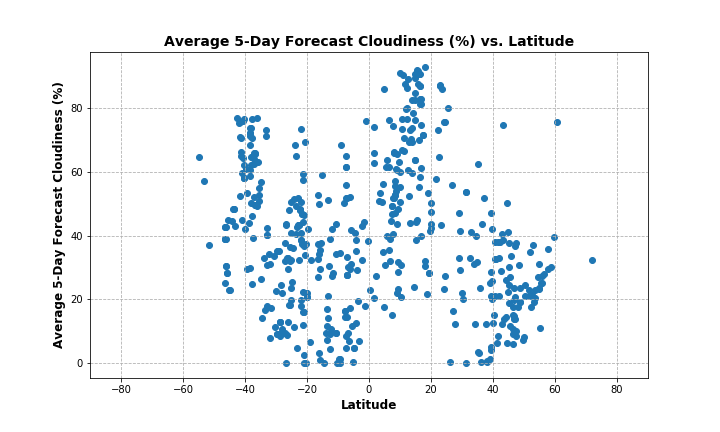 Average 5-Day Forecast Cloudiness (%) vs. Latitude
Average 5-Day Forecast Cloudiness (%)
80
60
40
20
0
−80 −60 −40 −20 0 20 40 60 80
Latitude